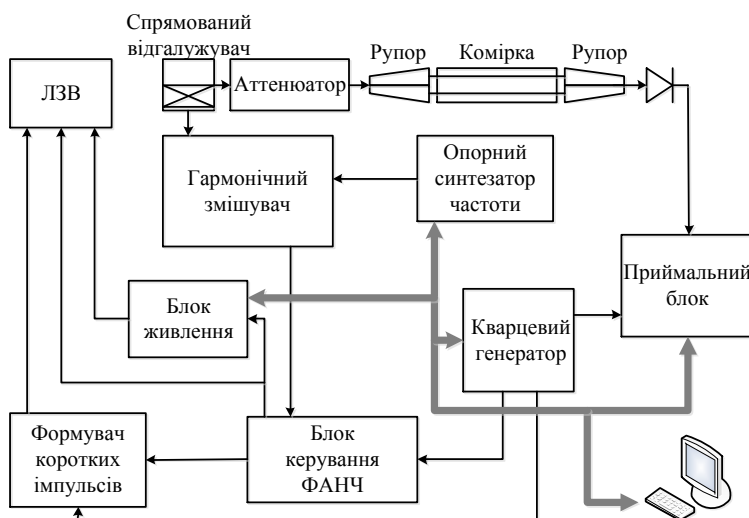 Спрямований
відгалужувач
ЛЗВ
Аттенюатор
Рупор
Комірка
Рупор
Гармонічний
змішувач
Опорний
синтезатор
частоти
Приймальний
блок
Блок
живлення
Кварцевий
генератор
Формувач
коротких
імпульсів
Блок
керування
ФАНЧ